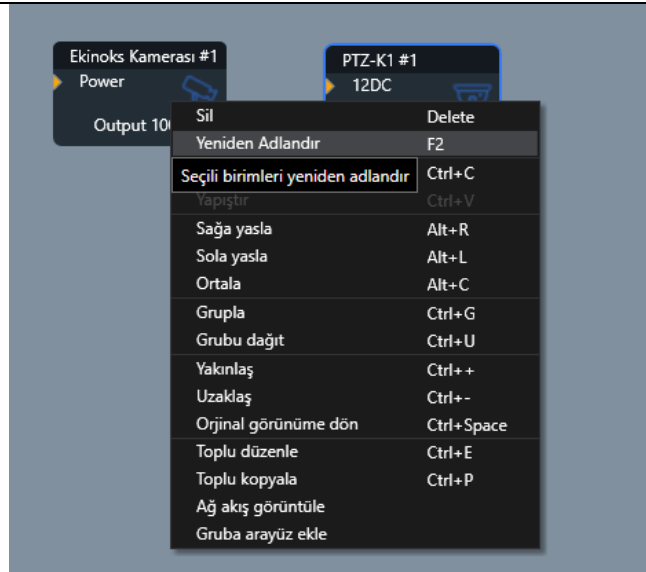 Ekinoks Kamerası #1
PTZ-K1 #1
Power
12DC
Output
Sil Delete
Yeniden Adlandır F2
Seçili birimleri yeniden adlandır
Ctrl+C
Yapıştır Ctrl+V
Sağa yasla Alt+R
Sola yasla Alt+L
Ortala Alt+C
Grupla Ctrl+G
Grubu dağıt Ctrl+U
Yakınlaş Ctrl++
Uzaklaş Ctrl+-
Orjinal görünüme dön Ctrl+Space
Toplu düzenle Ctrl+E
Toplu kopyala Ctrl+P
Ağ akış görüntüle
Gruba arayüz ekle